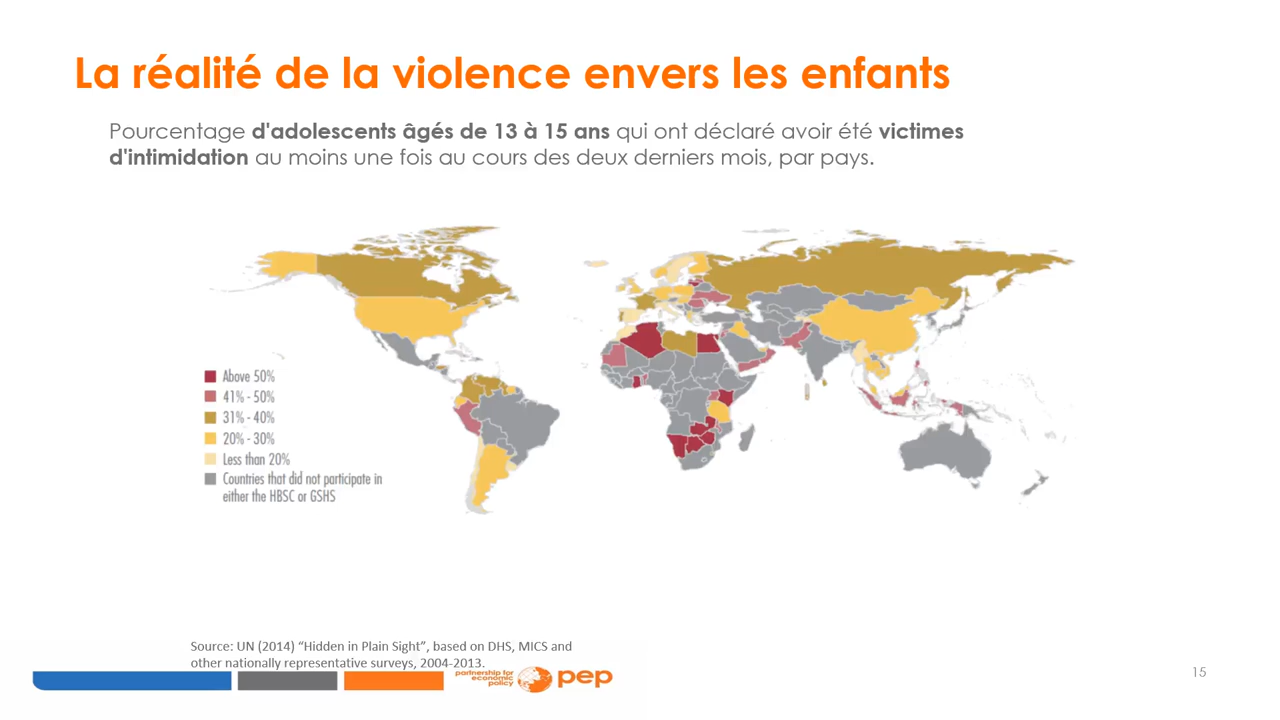 La réalité de la violence envers les enfants
Pourcentage d'adolescents âgés de 13 à 15 ans qui ont déclaré avoir été victimes
d'intimidation au moins une fois au cours des deux derniers mois, par pays.
Above 50%
41% - 50%
31% - 40%
20% - 30%
Less than 20%
Countries that did not participate in
either the HBSC or GSHS
Source: UN (2014) “Hidden in Plain Sight”, based on DHS, MICS and
other nationally representative surveys, 2004-2013.
partnership for
economic
policy
pep
15